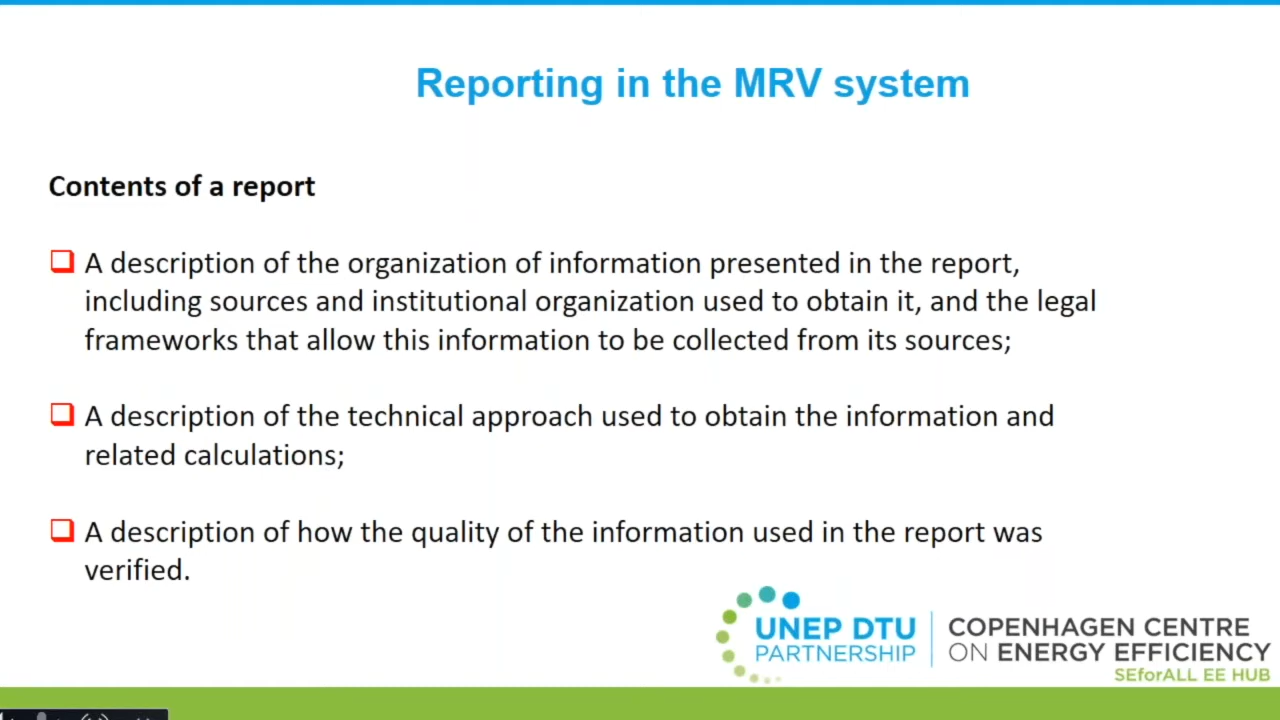 Reporting in the MRV system
Contents of a report
A description of the organization of information presented in the report,
including sources and institutional organization used to obtain it, and the legal
frameworks that allow this information to be collected from its sources;
A description of the technical approach used to obtain the information and
related calculations;
A description of how the quality of the information used in the report was
verified.
UNEP DTU
PARTNERSHIP
COPENHAGEN CENTRE
ON ENERGY EFFICIENCY
SEforALL EE HUB